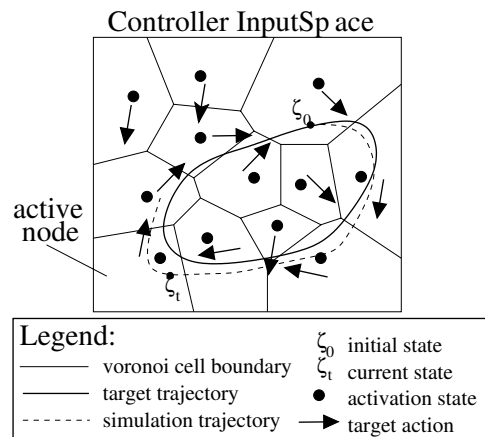 Controller InputSp ace
ζ0
active
node
ζt
Legend:
voronoi cell boundary
target trajectory
simulation trajectory
ζ0 initial state
ζt current state
activation state
target action